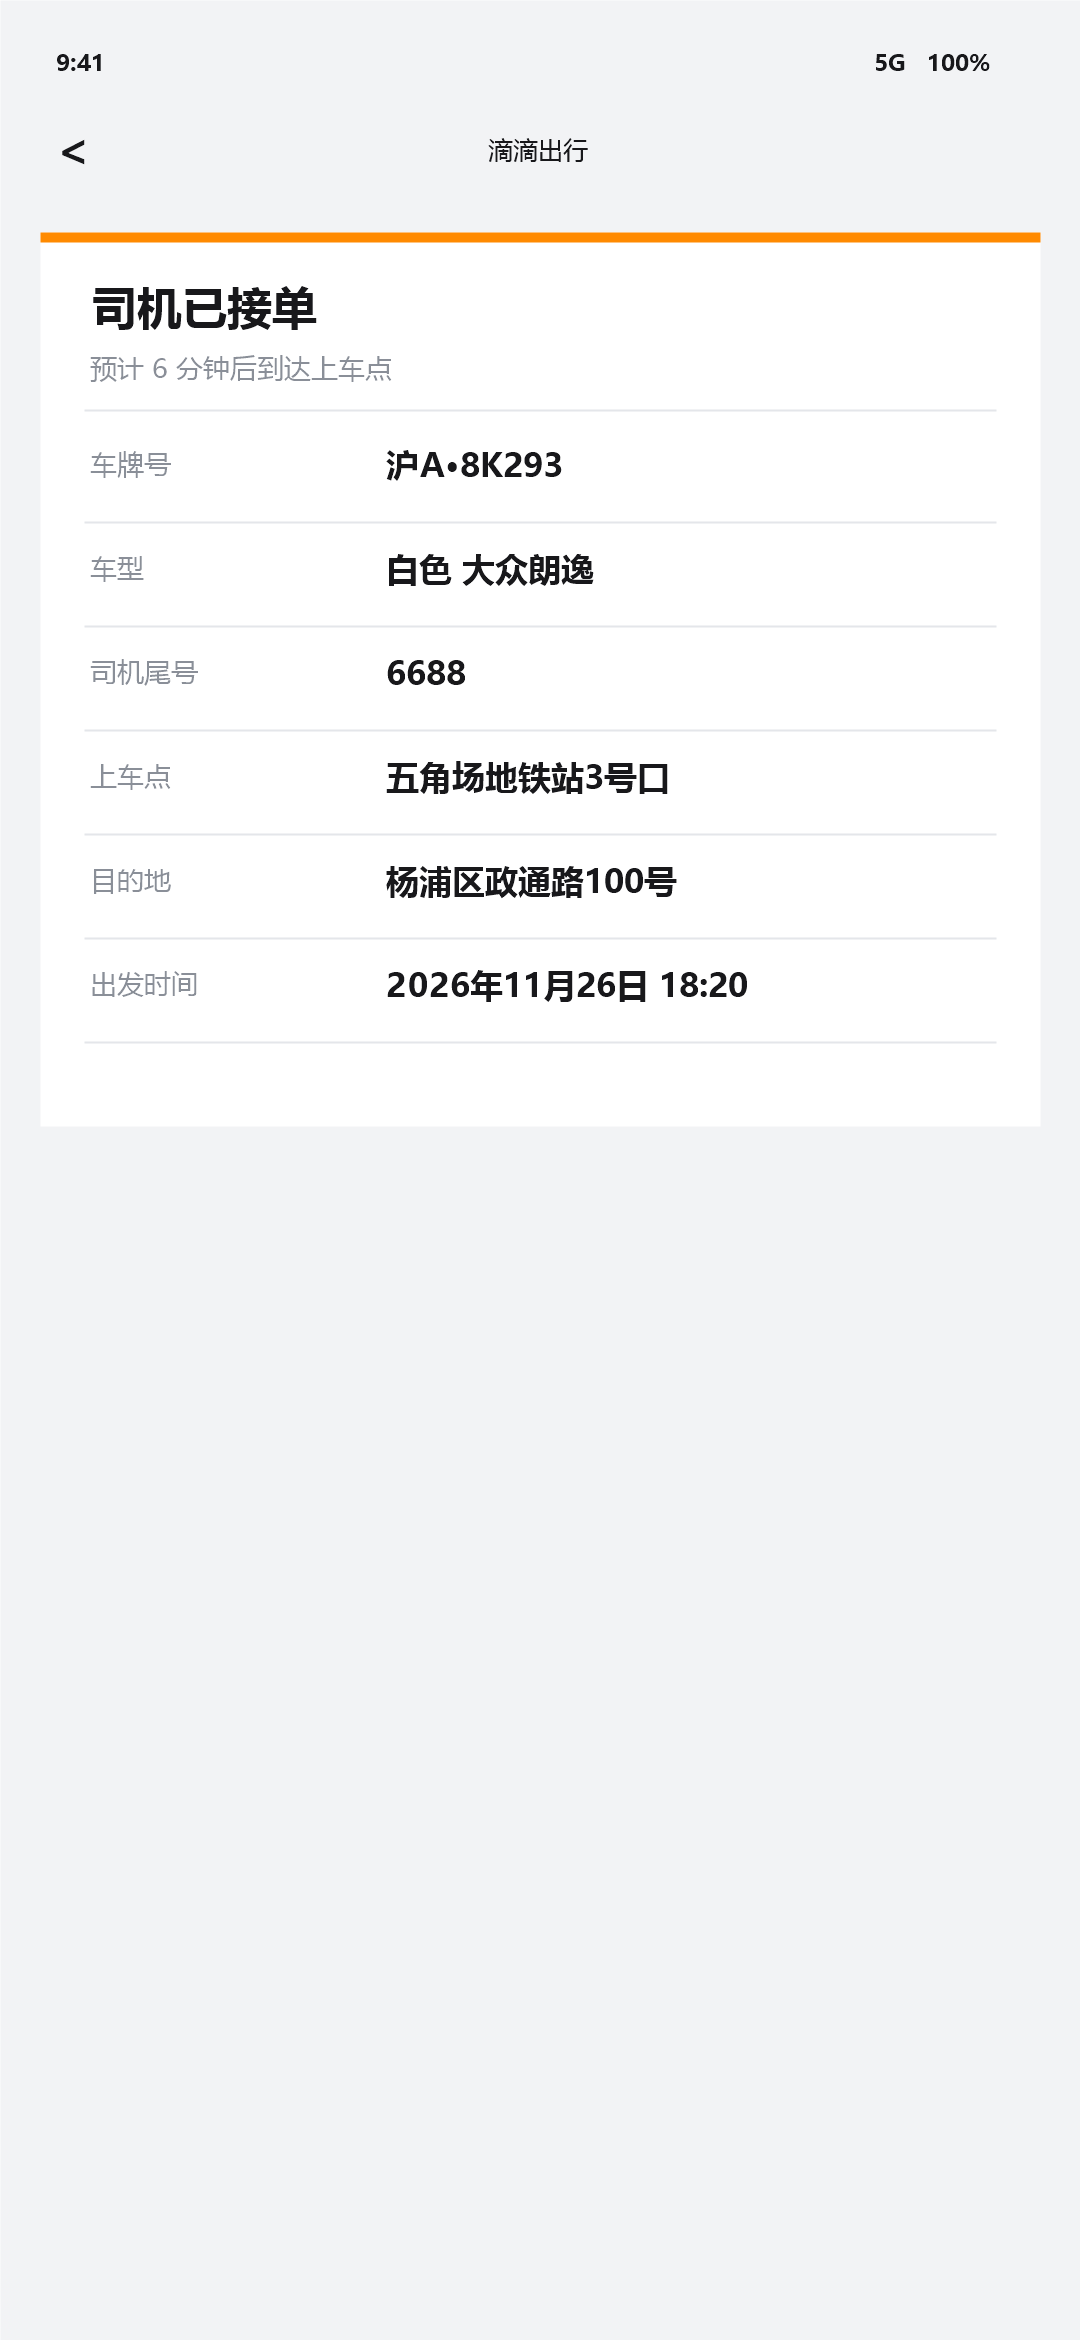 9:41 5G 100%
< 滴滴出行
司机已接单
预计 6 分钟后到达上车点
车牌号 沪A•8K293
车型 白色 大众朗逸
司机尾号 6688
上车点 五角场地铁站3号口
目的地 杨浦区政通路100号
出发时间 2026年11月26日 18:20